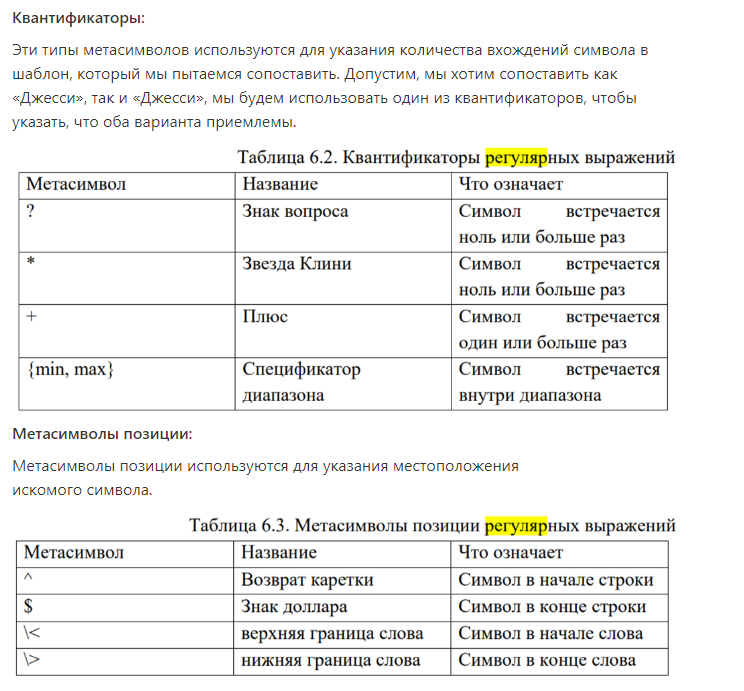 Квантификаторы:
Эти типы метасимволов используются для указания количества вхождений символа в
шаблон, который мы пытаемся сопоставить. Допустим, мы хотим сопоставить как
«Джесси», так и «Джесси», мы будем использовать один из квантификаторов, чтобы
указать, что оба варианта приемлемы.
Таблица 6.2. Квантификаторы регулярных выражений
Метасимвол Название Что означает
? Знак вопроса Символ встречается
ноль или больше раз
* Звезда Клини Символ встречается
ноль или больше раз
+ Плюс Символ встречается
один или больше раз
{min, max} Спецификатор Символ встречается
диапазона внутри диапазона
Метасимволы позиции:
Метасимволы позиции используются для указания местоположения
искомого символа.
Таблица 6.3. Метасимволы позиции регулярных выражений
Метасимвол Название Что означает
^ Возврат каретки Символ в начале строки
$ Знак доллара Символ в конце строки
\< верхняя граница слова Символ в начале слова
\> нижняя граница слова Символ в конце слова